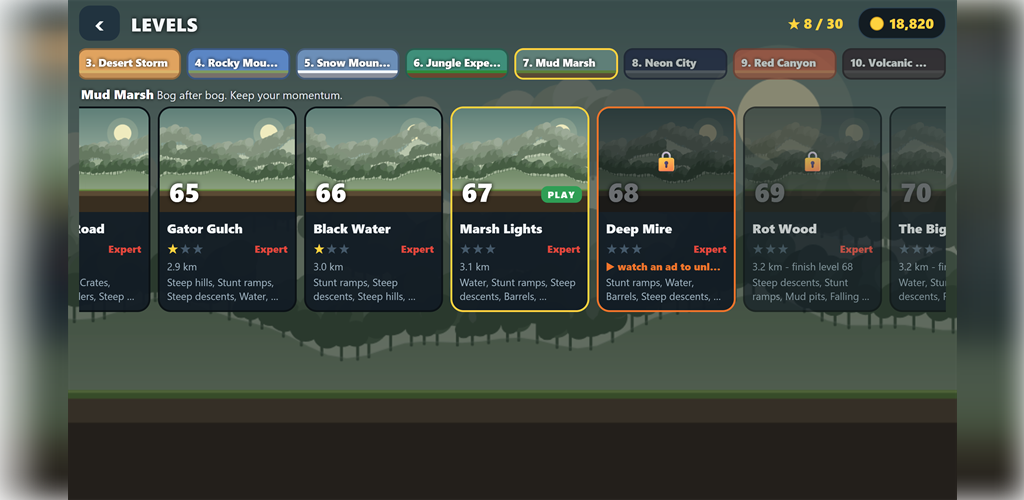 LEVELS
★ 8 / 30
18,820
3. Desert Storm
4. Rocky Mou...
5. Snow Moun...
6. Jungle Expe...
7. Mud Marsh
8. Neon City
9. Red Canyon
10. Volcanic ...
Mud Marsh Bog after bog. Keep your momentum.
Expert
65
Gator Gulch
Expert
2.9 km
Steep hills, Stunt ramps,
Steep descents, Water, ...
66
Black Water
Expert
3.0 km
Stunt ramps, Steep
descents, Steep hills, ...
67
PLAY
Marsh Lights
Expert
3.1 km
Water, Stunt ramps, Steep
descents, Barrels, ...
68
Deep Mire
Expert
▶ watch an ad to unl...
Stunt ramps, Water,
Barrels, Steep descents, ...
69
Rot Wood
Expert
3.2 km - finish level 68
Steep descents, Stunt
ramps, Mud pits, Falling ...
70
The Big
3.2 km - fi